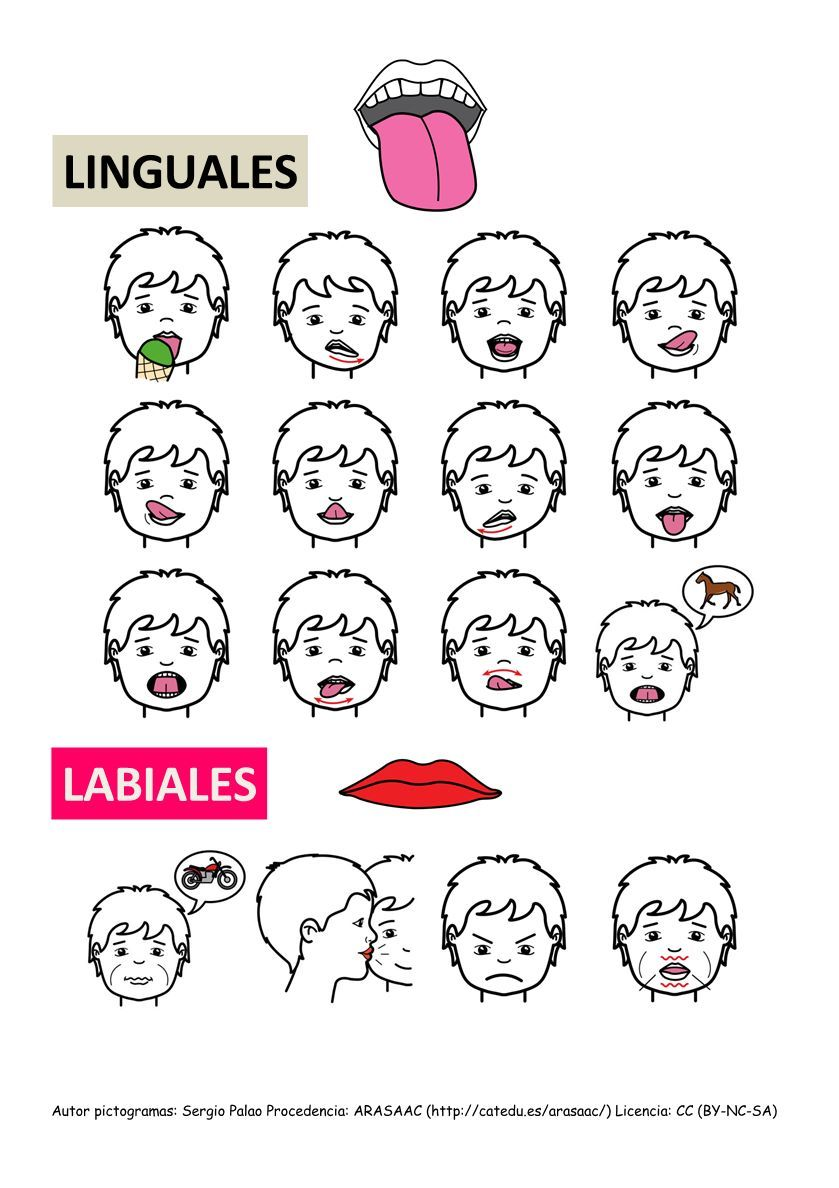 LINGUALES
LABIALES
Autor pictogramas: Sergio Palao Procedencia: ARASAAC (http://catedu.es/arasaac/) Licencia: CC (BY-NC-SA)